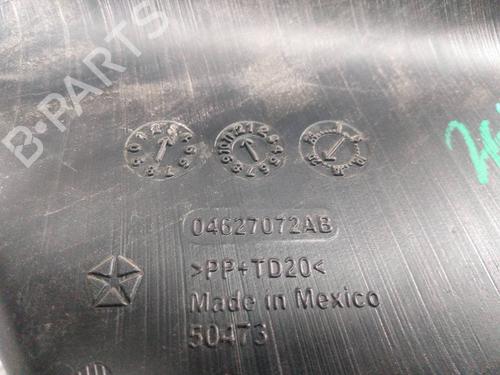 B-PARTS
04627072AB
>PP+TD20<
Made in Mexico
50473